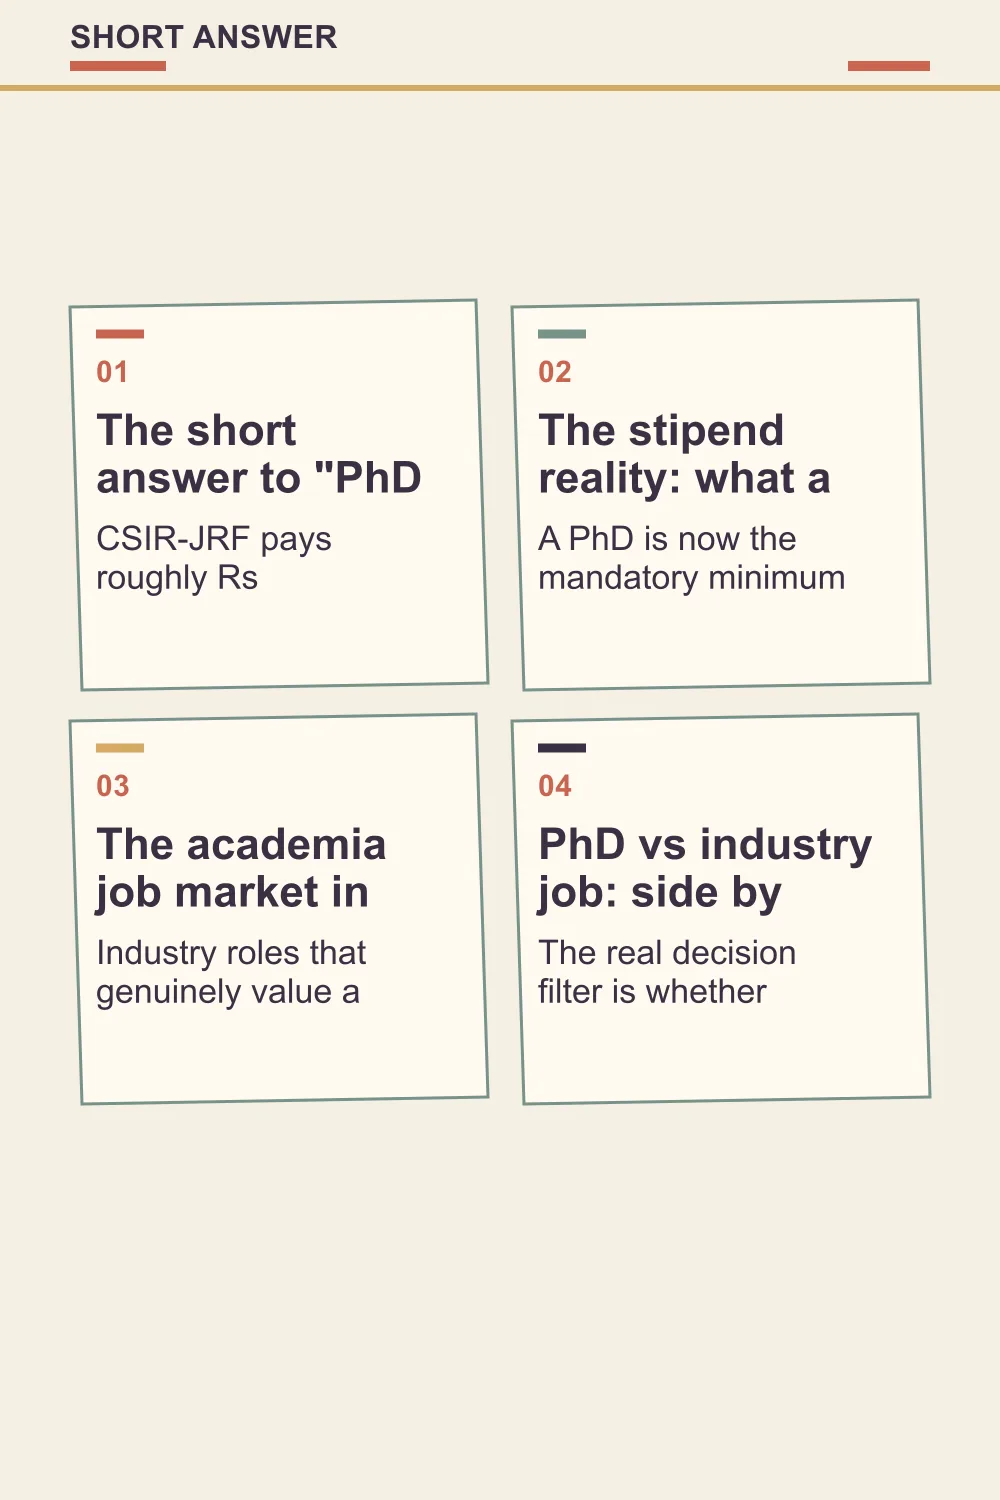 SHORT ANSWER
01
The short
answer to "PhD
CSIR-JRF pays
roughly Rs
02
The stipend
reality: what a
A PhD is now the
mandatory minimum
03
The academia
job market in
Industry roles that
genuinely value a
04
PhD vs industry
job: side by
The real decision
filter is whether